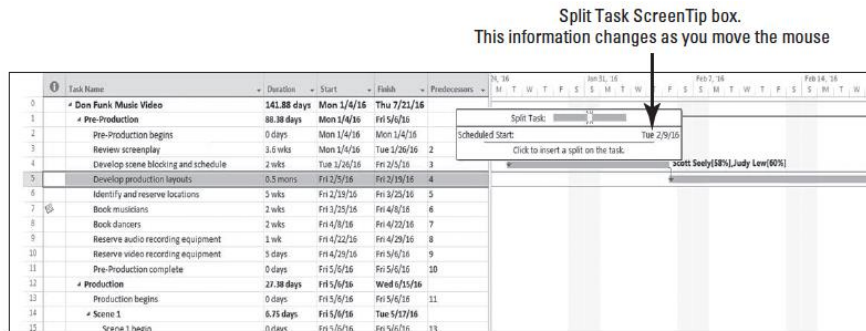 Split Task ScreenTip box.
This information changes as you move the mouse
Task Name Duration Start Finish Predecessors
24, '16 Jan 31, '16 Feb 7, '16 Feb 14, '16
M T W T F S S M T W T F S S M T W T F S S M T W
0 Don Funk Music Video 141.88 days Mon 1/4/16 Thu 7/21/16
1 Pre-Production 88.38 days Mon 1/4/16 Fri 5/6/16
2 Pre-Production begins 0 days Mon 1/4/16 Mon 1/4/16
3 Review screenplay 3.6 wks Mon 1/4/16 Tue 1/26/16 2
4 Develop scene blocking and schedule 2 wks Tue 1/26/16 Fri 2/5/16 3
5 Develop production layouts 0.5 mons Fri 2/5/16 Fri 2/19/16 4
6 Identify and reserve locations 5 wks Fri 2/19/16 Fri 3/25/16 5
7 Book musicians 2 wks Fri 3/25/16 Fri 4/8/16 6
8 Book dancers 2 wks Fri 4/8/16 Fri 4/22/16 7
9 Reserve audio recording equipment 1 wk Fri 4/22/16 Fri 4/29/16 8
10 Reserve video recording equipment 5 days Fri 4/29/16 Fri 5/6/16 9
11 Pre-Production complete 0 days Fri 5/6/16 Fri 5/6/16 10
12 Production 27.38 days Fri 5/6/16 Wed 6/15/16
13 Production begins 0 days Fri 5/6/16 Fri 5/6/16 11
14 Scene 1 6.75 days Fri 5/6/16 Tue 5/17/16
15 Scene 1 begin 0 days Fri 5/6/16 Fri 5/6/16 13
Split Task:
Scheduled Start: Tue 2/9/16
Click to insert a split on the task.
Scott Seely[58%],Judy Lew[60%]